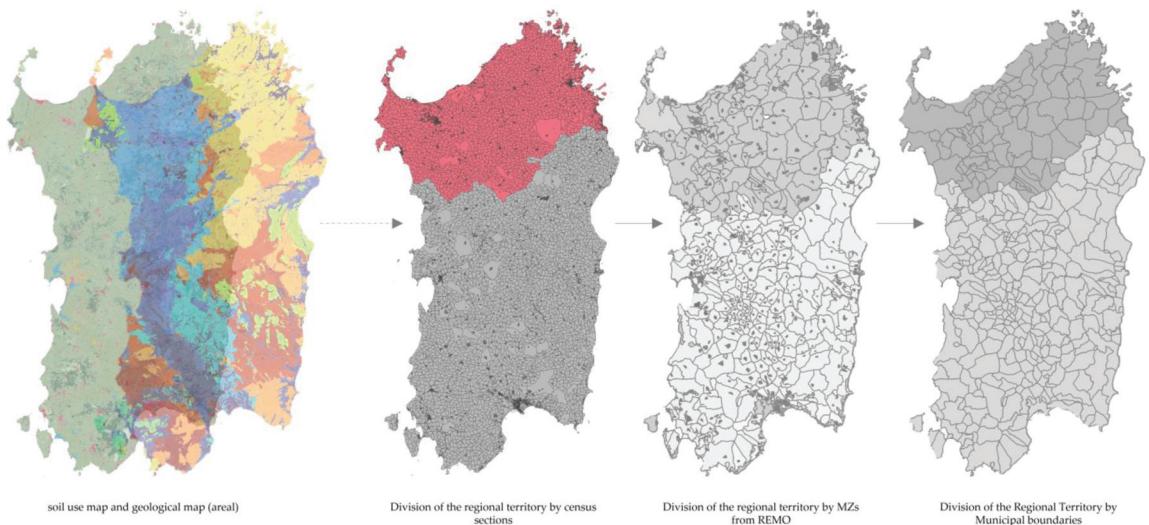 soil use map and geological map (areal)
Division of the regional territory by census
sections
Division of the regional territory by MZs
from REMO
Division of the Regional Territory by
Municipal boundaries